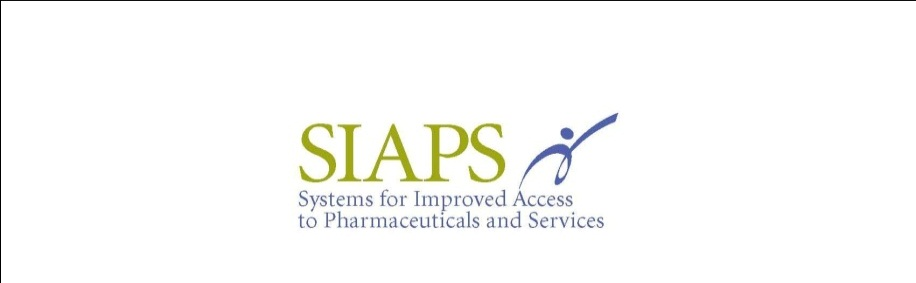 SIAPS
Systems for Improved Access
to Pharmaceuticals and Services